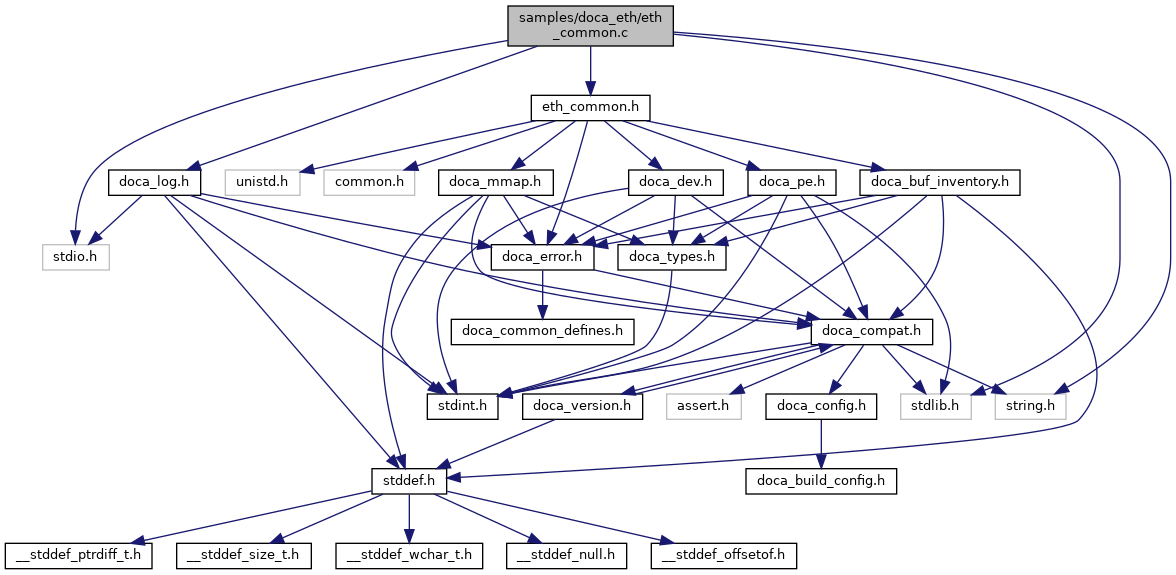 samples/doca_eth/eth
_common.c
eth_common.h
doca_log.h
unistd.h
common.h
doca_mmap.h
doca_dev.h
doca_pe.h
doca_buf_inventory.h
stdio.h
doca_error.h
doca_types.h
doca_common_defines.h
doca_compat.h
stdint.h
doca_version.h
assert.h
doca_config.h
stdlib.h
string.h
stddef.h
doca_build_config.h
__stddef_ptrdiff_t.h
__stddef_size_t.h
__stddef_wchar_t.h
__stddef_null.h
__stddef_offsetof.h